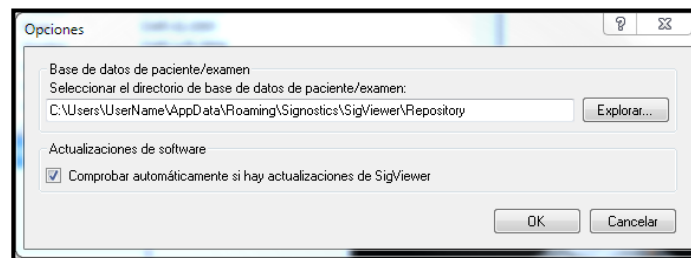 Opciones
Base de datos de paciente/examen
Seleccionar el directorio de base de datos de paciente/examen:
C:\Users\UserName\AppData\Roaming\Signostics\SigViewer\Repository
Explorar...
Actualizaciones de software
Comprobar automáticamente si hay actualizaciones de SigViewer
OK
Cancelar